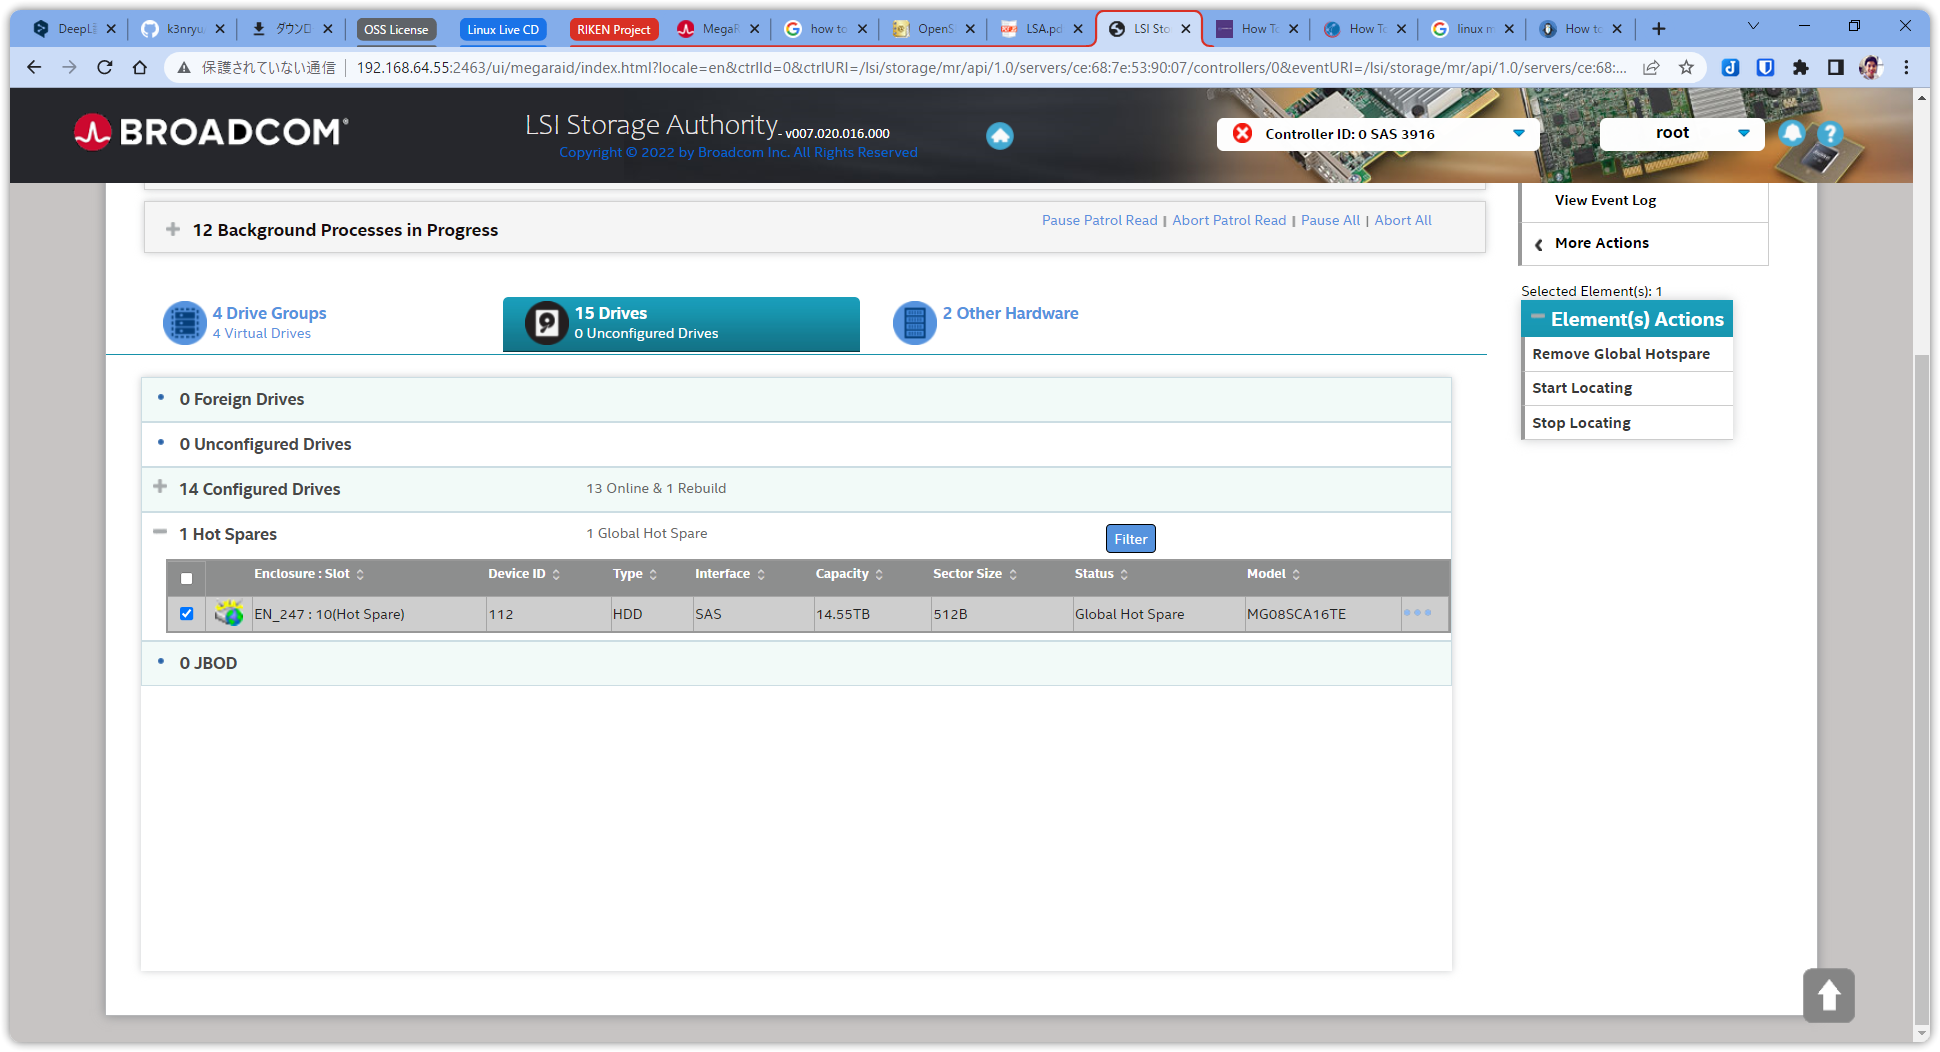 DeepL
k3nryu
ダウンロ
OSS License
Linux Live CD
RIKEN Project
MegaR
how to
OpenS
LSA.pd
LSI Sto
How To
How To
linux m
How to
保護されていない通信
192.168.64.55:2463/ui/megaraid/index.html?locale=en&ctrlId=0&ctrlURI=/lsi/storage/mr/api/1.0/servers/ce:68:7e:53:90:07/controllers/0&eventURI=/lsi/storage/mr/api/1.0/servers/ce:68:...
BROADCOM®
LSI Storage Authority - v007.020.016.000
Copyright © 2022 by Broadcom Inc. All Rights Reserved
Controller ID: 0 SAS 3916
root
?
12 Background Processes in Progress
Pause Patrol Read | Abort Patrol Read | Pause All | Abort All
View Event Log
More Actions
4 Drive Groups
4 Virtual Drives
15 Drives
0 Unconfigured Drives
2 Other Hardware
Selected Element(s): 1
Element(s) Actions
Remove Global Hotspare
Start Locating
Stop Locating
0 Foreign Drives
0 Unconfigured Drives
14 Configured Drives
13 Online & 1 Rebuild
1 Hot Spares
1 Global Hot Spare
Filter
Enclosure : Slot Device ID Type Interface Capacity Sector Size Status Model
EN_247 : 10(Hot Spare) 112 HDD SAS 14.55TB 512B Global Hot Spare MG08SCA16TE
0 JBOD